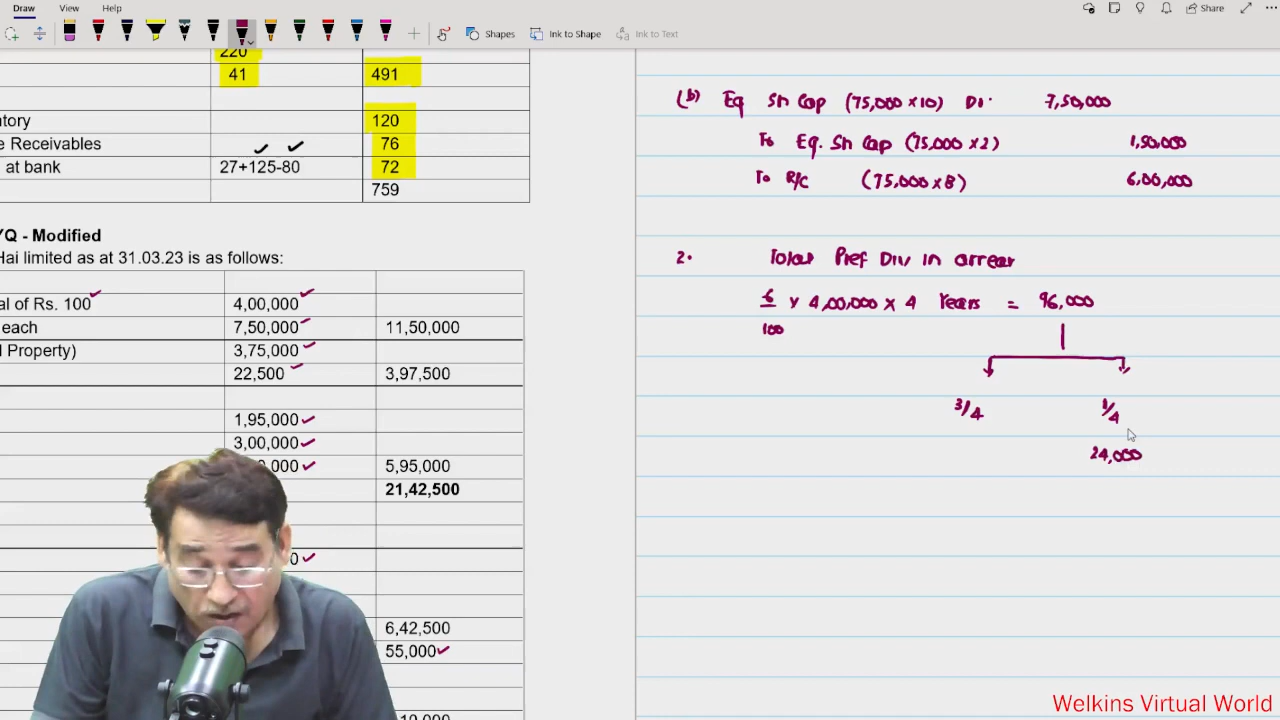 Draw View Help
Share
Shapes Ink to Shape Ink to Text
220
41 491
tory 120
e Receivables 76
at bank 27+125-80 72
759
YQ - Modified
Hai limited as at 31.03.23 is as follows:
al of Rs. 100 4,00,000
each 7,50,000 11,50,000
l Property) 3,75,000
22,500 3,97,500
1,95,000
3,00,000
0,000 5,95,000
21,42,500
0
6,42,500
55,000
(b) Eq Sh Cap (75,000 x 10) Dr. 7,50,000
To Eq. Sh Cap (75,000 x 2) 1,50,000
To R/C (75,000 x 8) 6,00,000
2. Total Pref Div in arrear
6/100 x 4,00,000 x 4 Years = 96,000
3/4 1/4
24,000
Welkins Virtual World